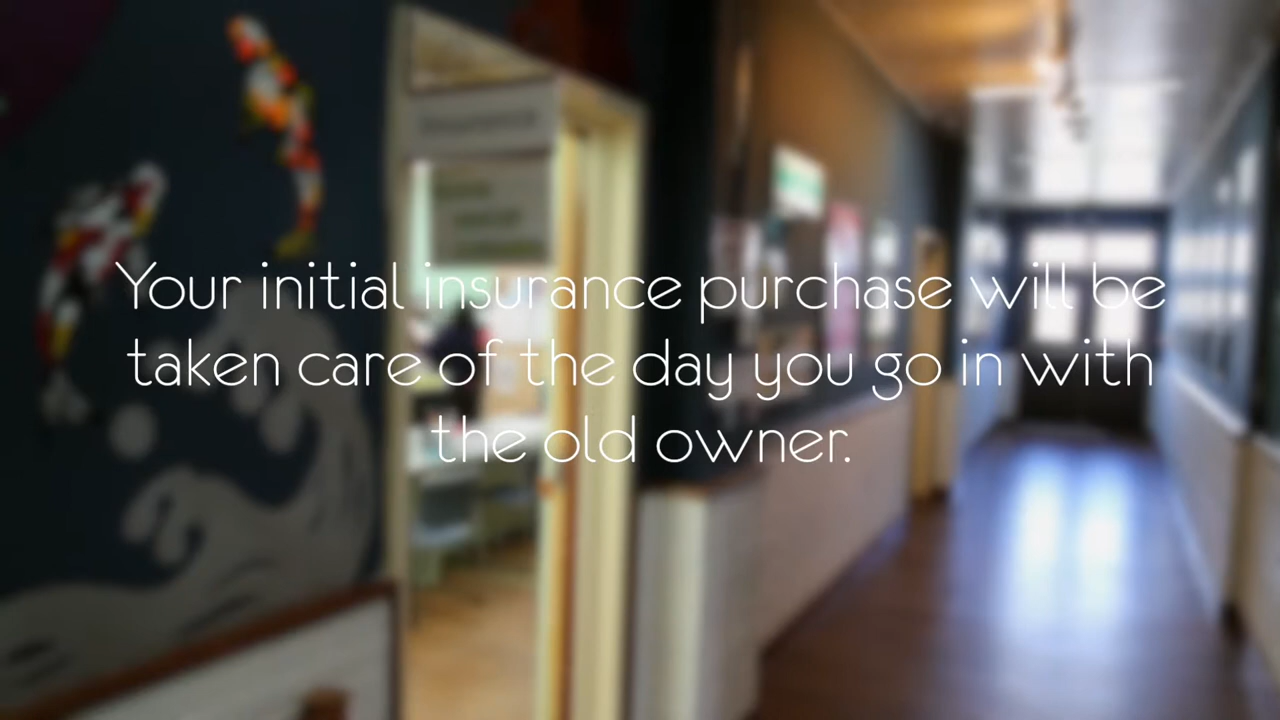 Your initial insurance purchase will be
taken care of the day you go in with
the old owner.